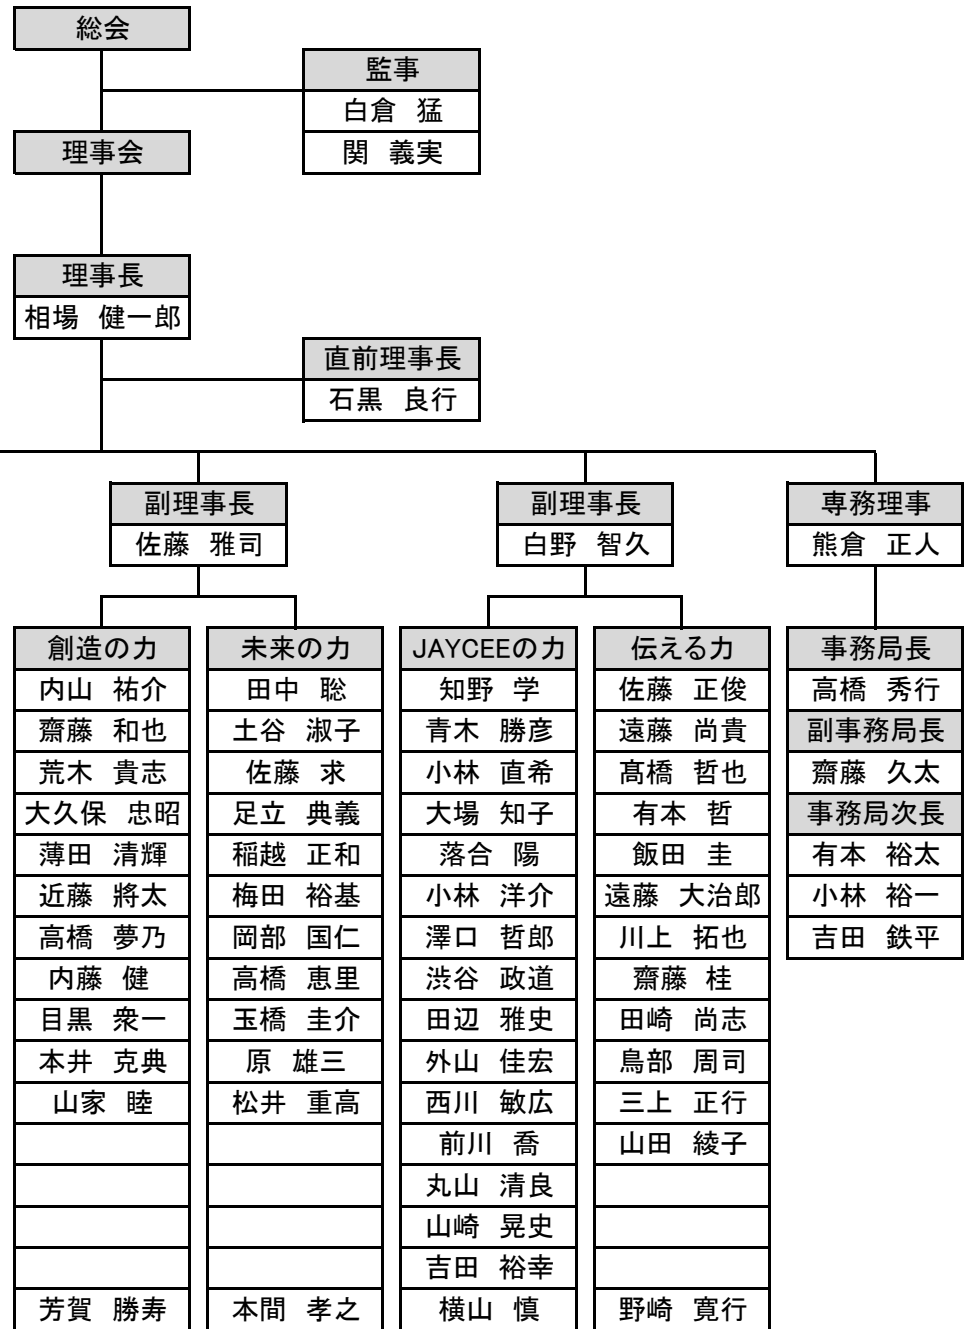 総会
監事
白倉 猛
関 義実
理事会
理事長
相場 健一郎
直前理事長
石黒 良行
副理事長
佐藤 雅司
副理事長
白野 智久
専務理事
熊倉 正人
創造の力
内山 祐介
齋藤 和也
荒木 貴志
大久保 忠昭
薄田 清輝
近藤 將太
高橋 夢乃
内藤 健
目黒 衆一
本井 克典
山家 睦
芳賀 勝寿
未来の力
田中 聡
土谷 淑子
佐藤 求
足立 典義
稲越 正和
梅田 裕基
岡部 国仁
高橋 恵里
玉橋 圭介
原 雄三
松井 重高
本間 孝之
JAYCEEの力
知野 学
青木 勝彦
小林 直希
大場 知子
落合 陽
小林 洋介
澤口 哲郎
渋谷 政道
田辺 雅史
外山 佳宏
西川 敏広
前川 喬
丸山 清良
山崎 晃史
吉田 裕幸
横山 慎
伝える力
佐藤 正俊
遠藤 尚貴
髙橋 哲也
有本 哲
飯田 圭
遠藤 大治郎
川上 拓也
齋藤 桂
田崎 尚志
鳥部 周司
三上 正行
山田 綾子
野崎 寛行
事務局長
高橋 秀行
副事務局長
齋藤 久太
事務局次長
有本 裕太
小林 裕一
吉田 鉄平